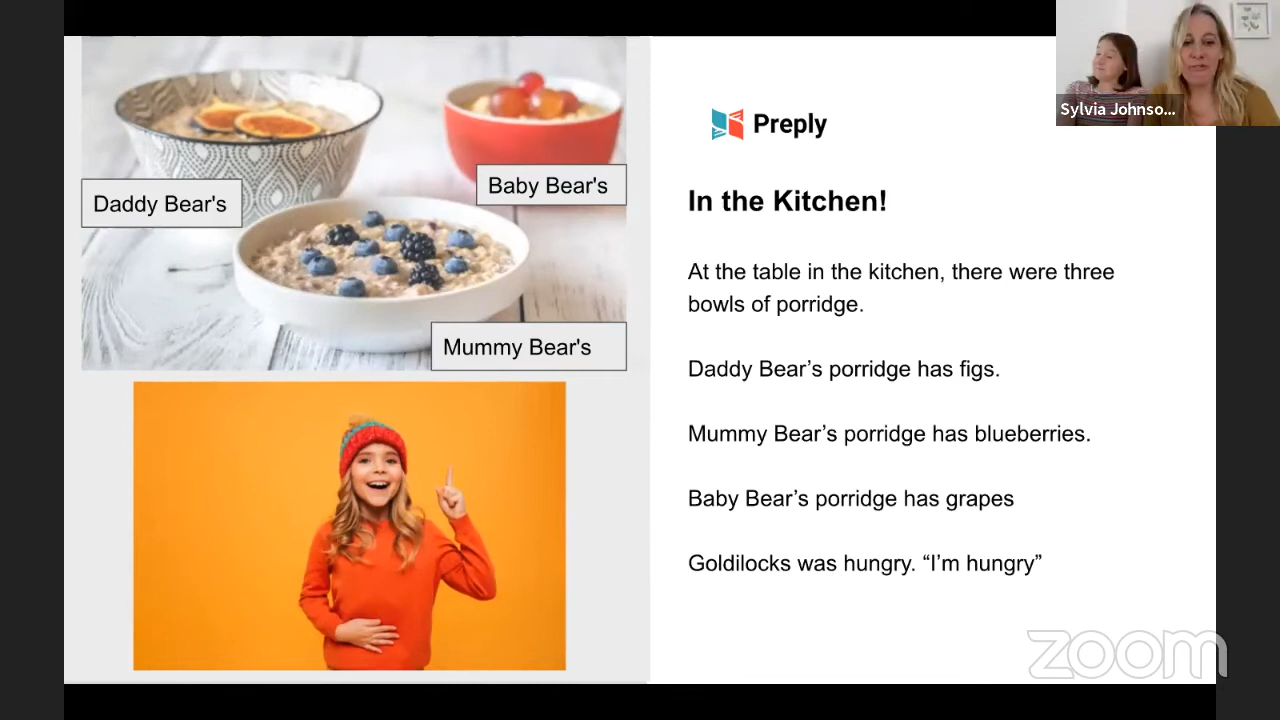 Daddy Bear's
Baby Bear's
Mummy Bear's
Preply
In the Kitchen!
At the table in the kitchen, there were three
bowls of porridge.
Daddy Bear’s porridge has figs.
Mummy Bear’s porridge has blueberries.
Baby Bear’s porridge has grapes
Goldilocks was hungry. “I’m hungry”
Sylvia Johnso...
zoom